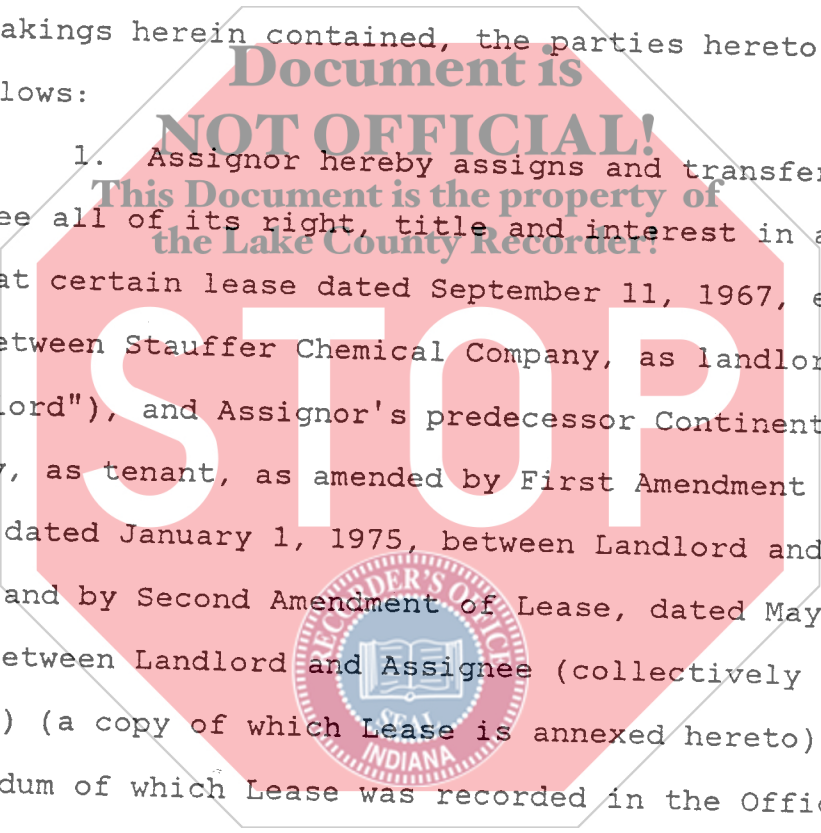 akings herein contained, the parties hereto
Document is
lows:
NOT OFFICIAL!
1. Assignor hereby assigns and transfer
This Document is the property of
ee all of its right, title and interest in a
the Lake County Recorder!
at certain lease dated September 11, 1967, e
etween Stauffer Chemical Company, as landlor
STOP
lord"), and Assignor's predecessor Continent
, as tenant, as amended by First Amendment
dated January 1, 1975, between Landlord and
and by Second Amendment of Lease, dated May
etween Landlord and Assignee (collectively
) (a copy of which Lease is annexed hereto)
dum of which Lease was recorded in the Offic
RECORDER'S OFFICE
SEAL
INDIANA